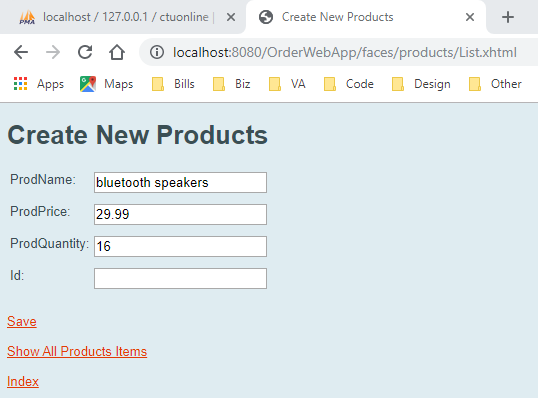 PMA localhost / 127.0.0.1 / ctuonline | Create New Products
localhost:8080/OrderWebApp/faces/products/List.xhtml
Apps Maps Bills Biz VA Code Design Other
Create New Products
ProdName: bluetooth speakers
ProdPrice: 29.99
ProdQuantity: 16
Id:
Save
Show All Products Items
Index